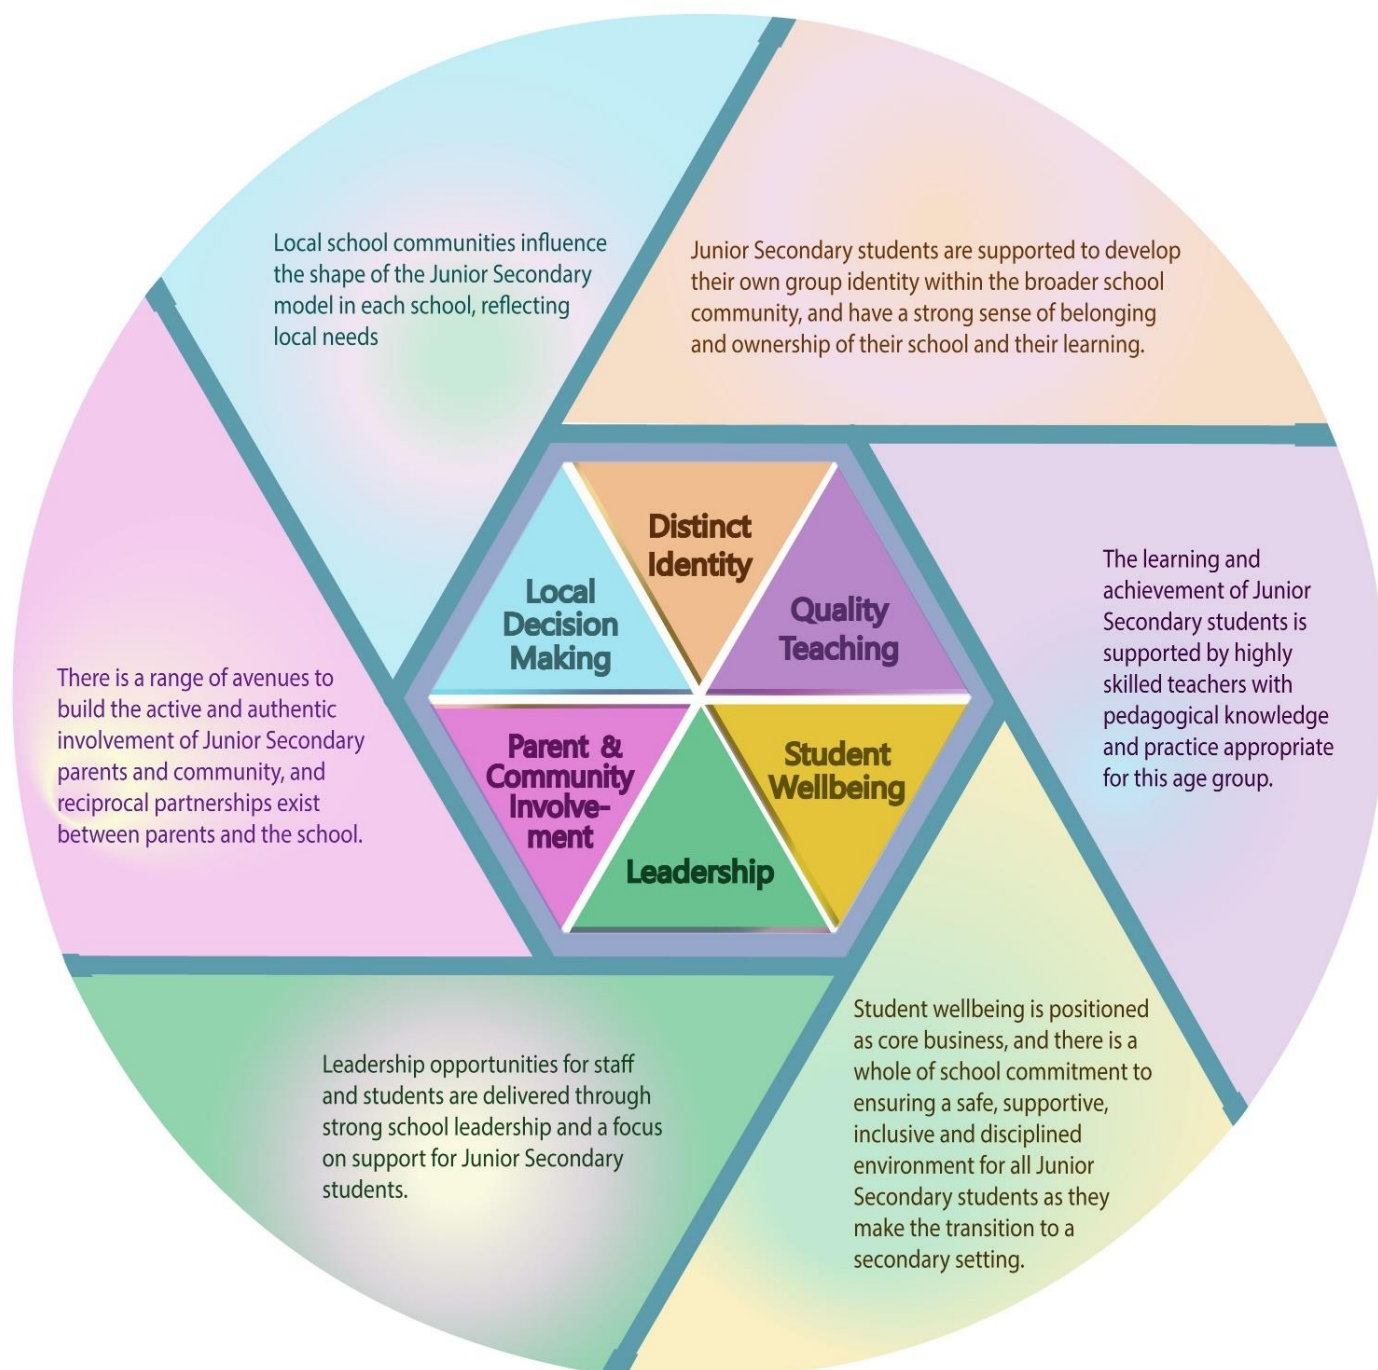 Local school communities influence
the shape of the Junior Secondary
model in each school, reflecting
local needs
Junior Secondary students are supported to develop
their own group identity within the broader school
community, and have a strong sense of belonging
and ownership of their school and their learning.
Distinct
Identity
Local
Decision
Making
Quality
Teaching
Parent &
Community
Involve-
ment
Student
Wellbeing
Leadership
The learning and
achievement of Junior
Secondary students is
supported by highly
skilled teachers with
pedagogical knowledge
and practice appropriate
for this age group.
There is a range of avenues to
build the active and authentic
involvement of Junior Secondary
parents and community, and
reciprocal partnerships exist
between parents and the school.
Leadership opportunities for staff
and students are delivered through
strong school leadership and a focus
on support for Junior Secondary
students.
Student wellbeing is positioned
as core business, and there is a
whole of school commitment to
ensuring a safe, supportive,
inclusive and disciplined
environment for all Junior
Secondary students as they
make the transition to a
secondary setting.